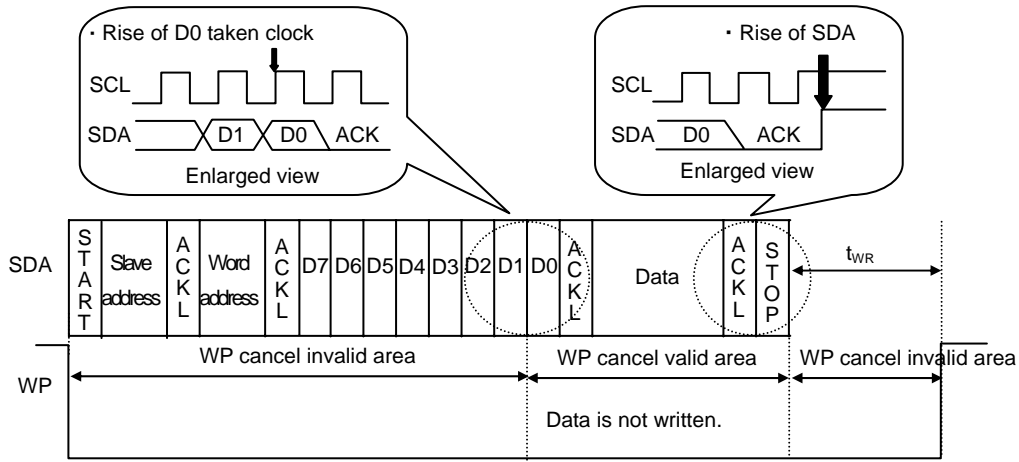 ・Rise of D0 taken clock
SCL
SDA D1 D0 ACK
Enlarged view
・Rise of SDA
SCL
SDA D0 ACK
Enlarged view
SDA
START
Slave address
ACKL
Word address
ACKL
D7 D6 D5 D4 D3 D2 D1 D0
ACKL
Data
ACKL
STOP
tWR
WP
WP cancel invalid area
WP cancel valid area
WP cancel invalid area
Data is not written.